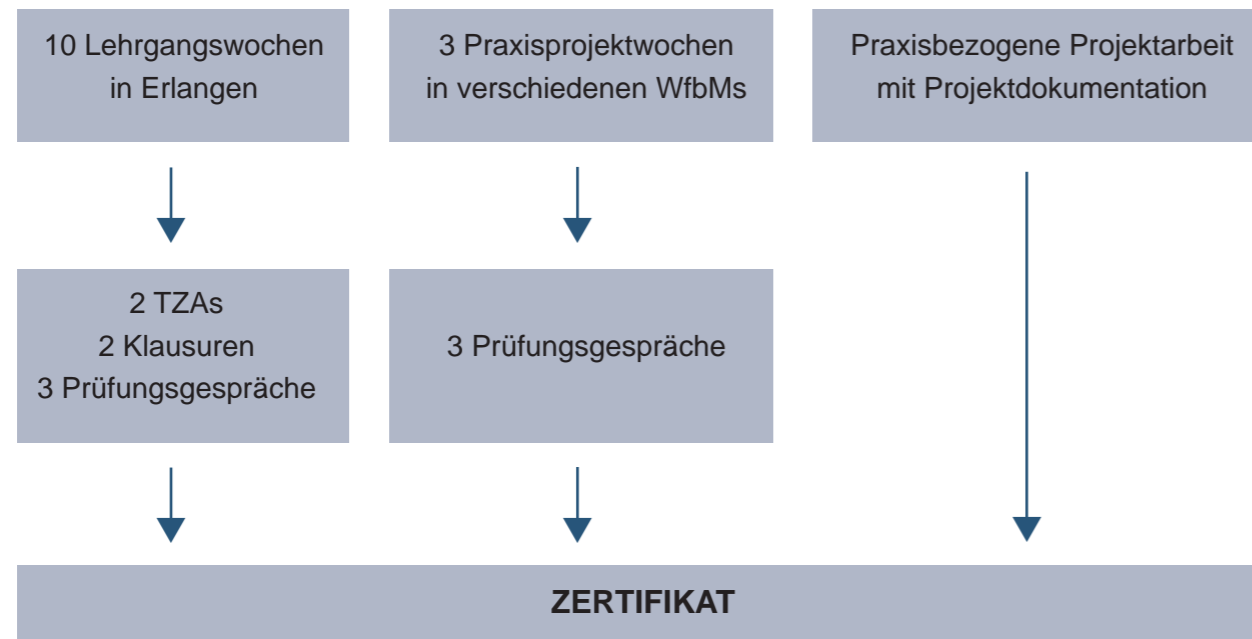 10 Lehrgangswochen
in Erlangen
3 Praxisprojektwochen
in verschiedenen WfbMs
Praxisbezogene Projektarbeit
mit Projektdokumentation
2 TZAs
2 Klausuren
3 Prüfungsgespräche
3 Prüfungsgespräche
ZERTIFIKAT